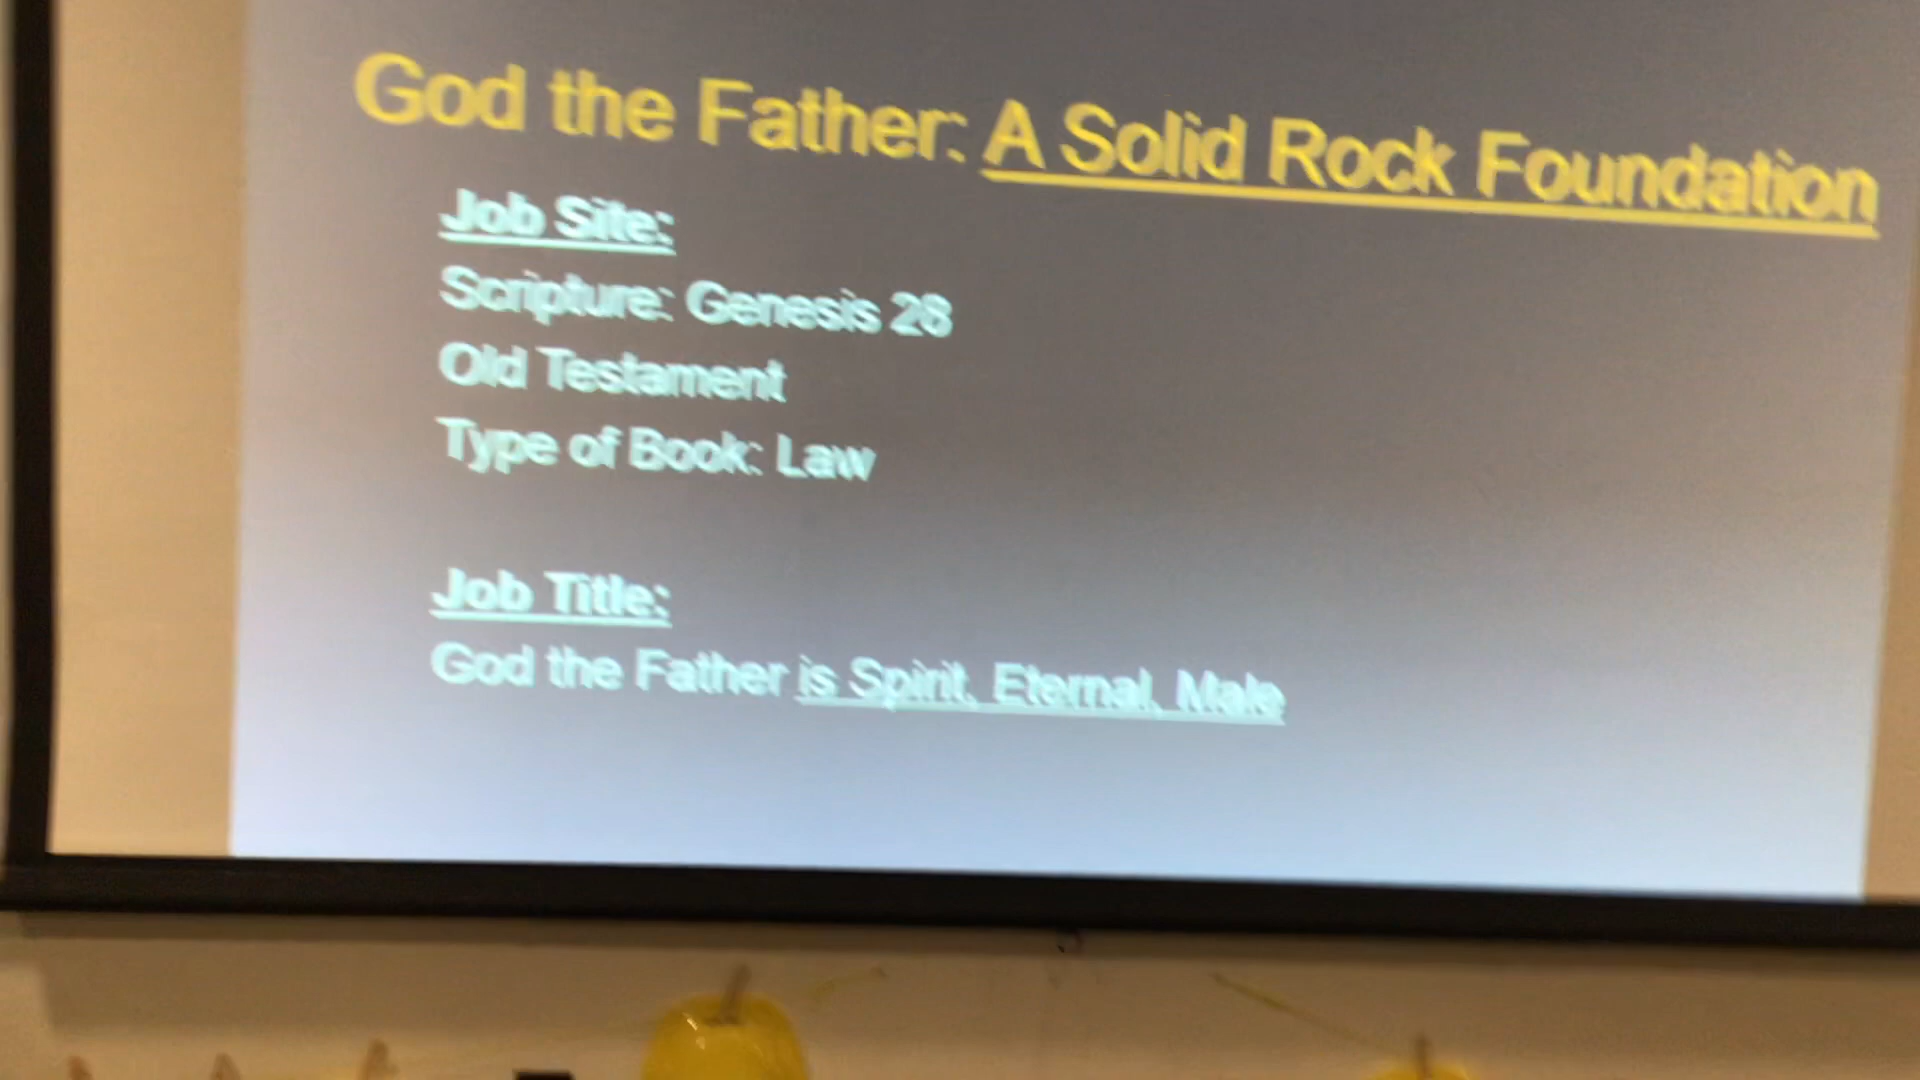 God the Father: A Solid Rock Foundation
Job Site:
Scripture: Genesis 28
Old Testament
Type of Book: Law
Job Title:
God the Father is Spirit, Eternal, Male